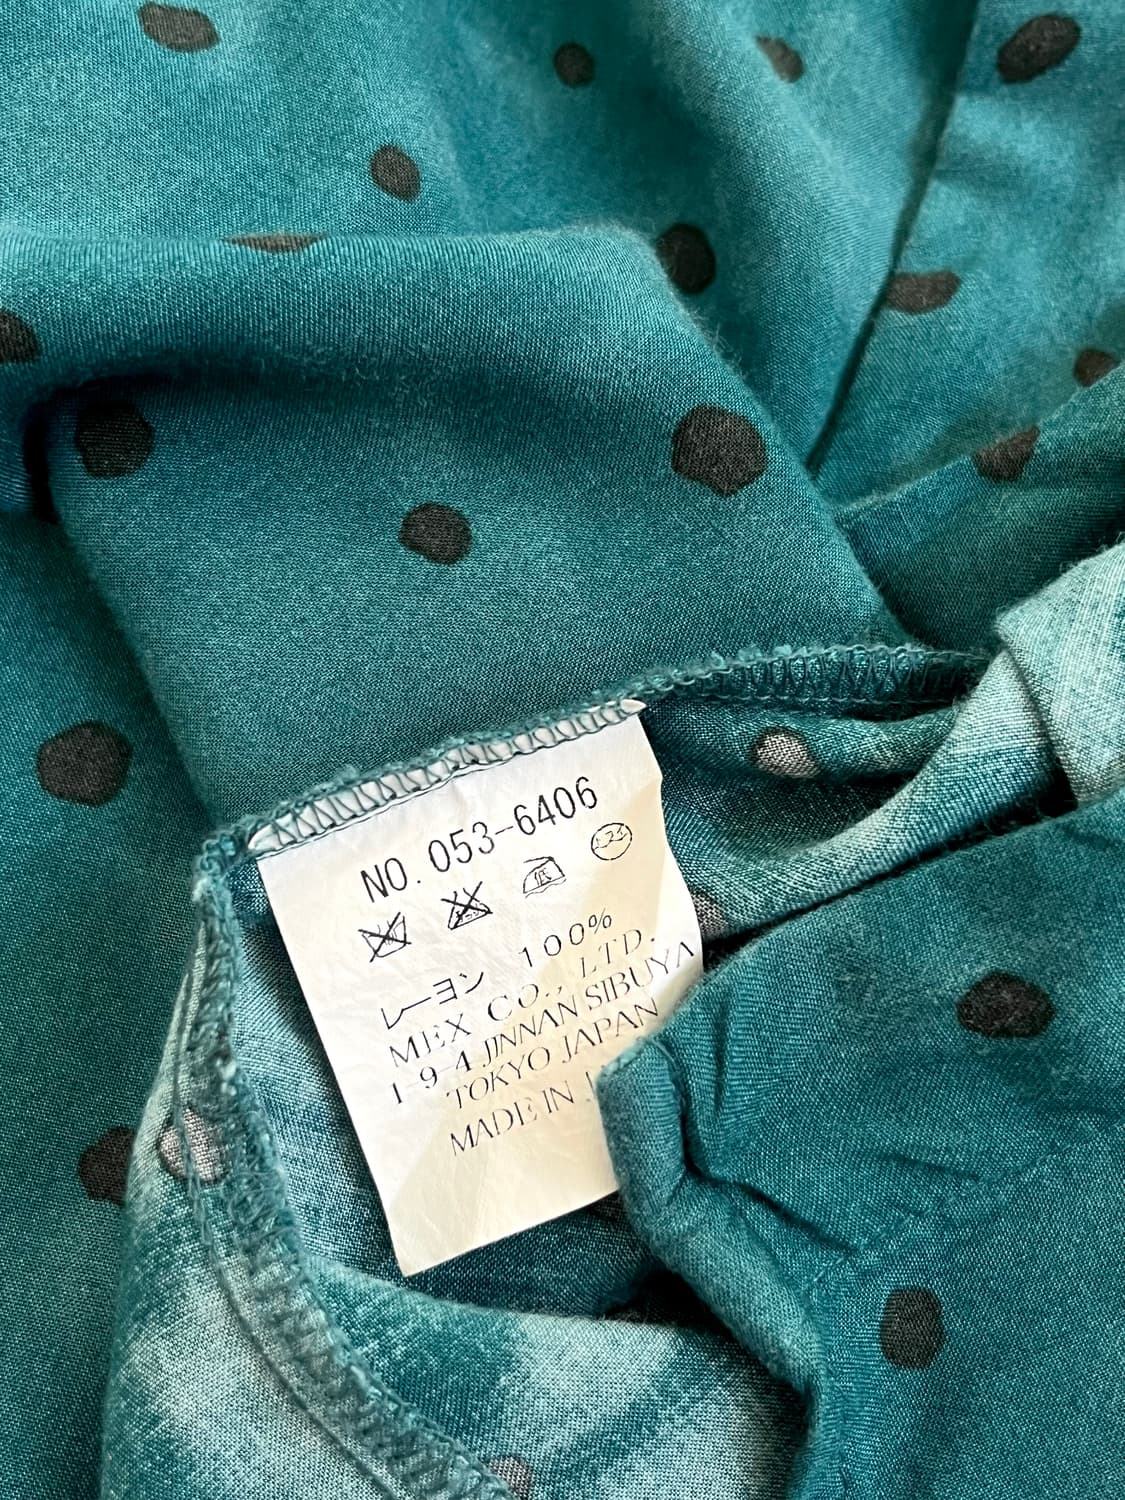 NO. 053-6406
低
レーヨン 100%
MEX CO., LTD.
1-9-4 JINNAN SIBUYA
TOKYO JAPAN
MADE IN